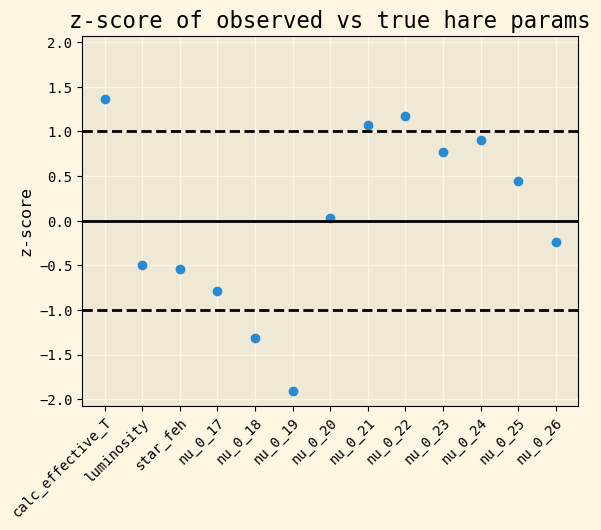 z-score of observed vs true hare params
z-score
2.0
1.5
1.0
0.5
0.0
−0.5
−1.0
−1.5
−2.0
calc_effective_T
luminosity
star_feh
nu_0_17
nu_0_18
nu_0_19
nu_0_20
nu_0_21
nu_0_22
nu_0_23
nu_0_24
nu_0_25
nu_0_26